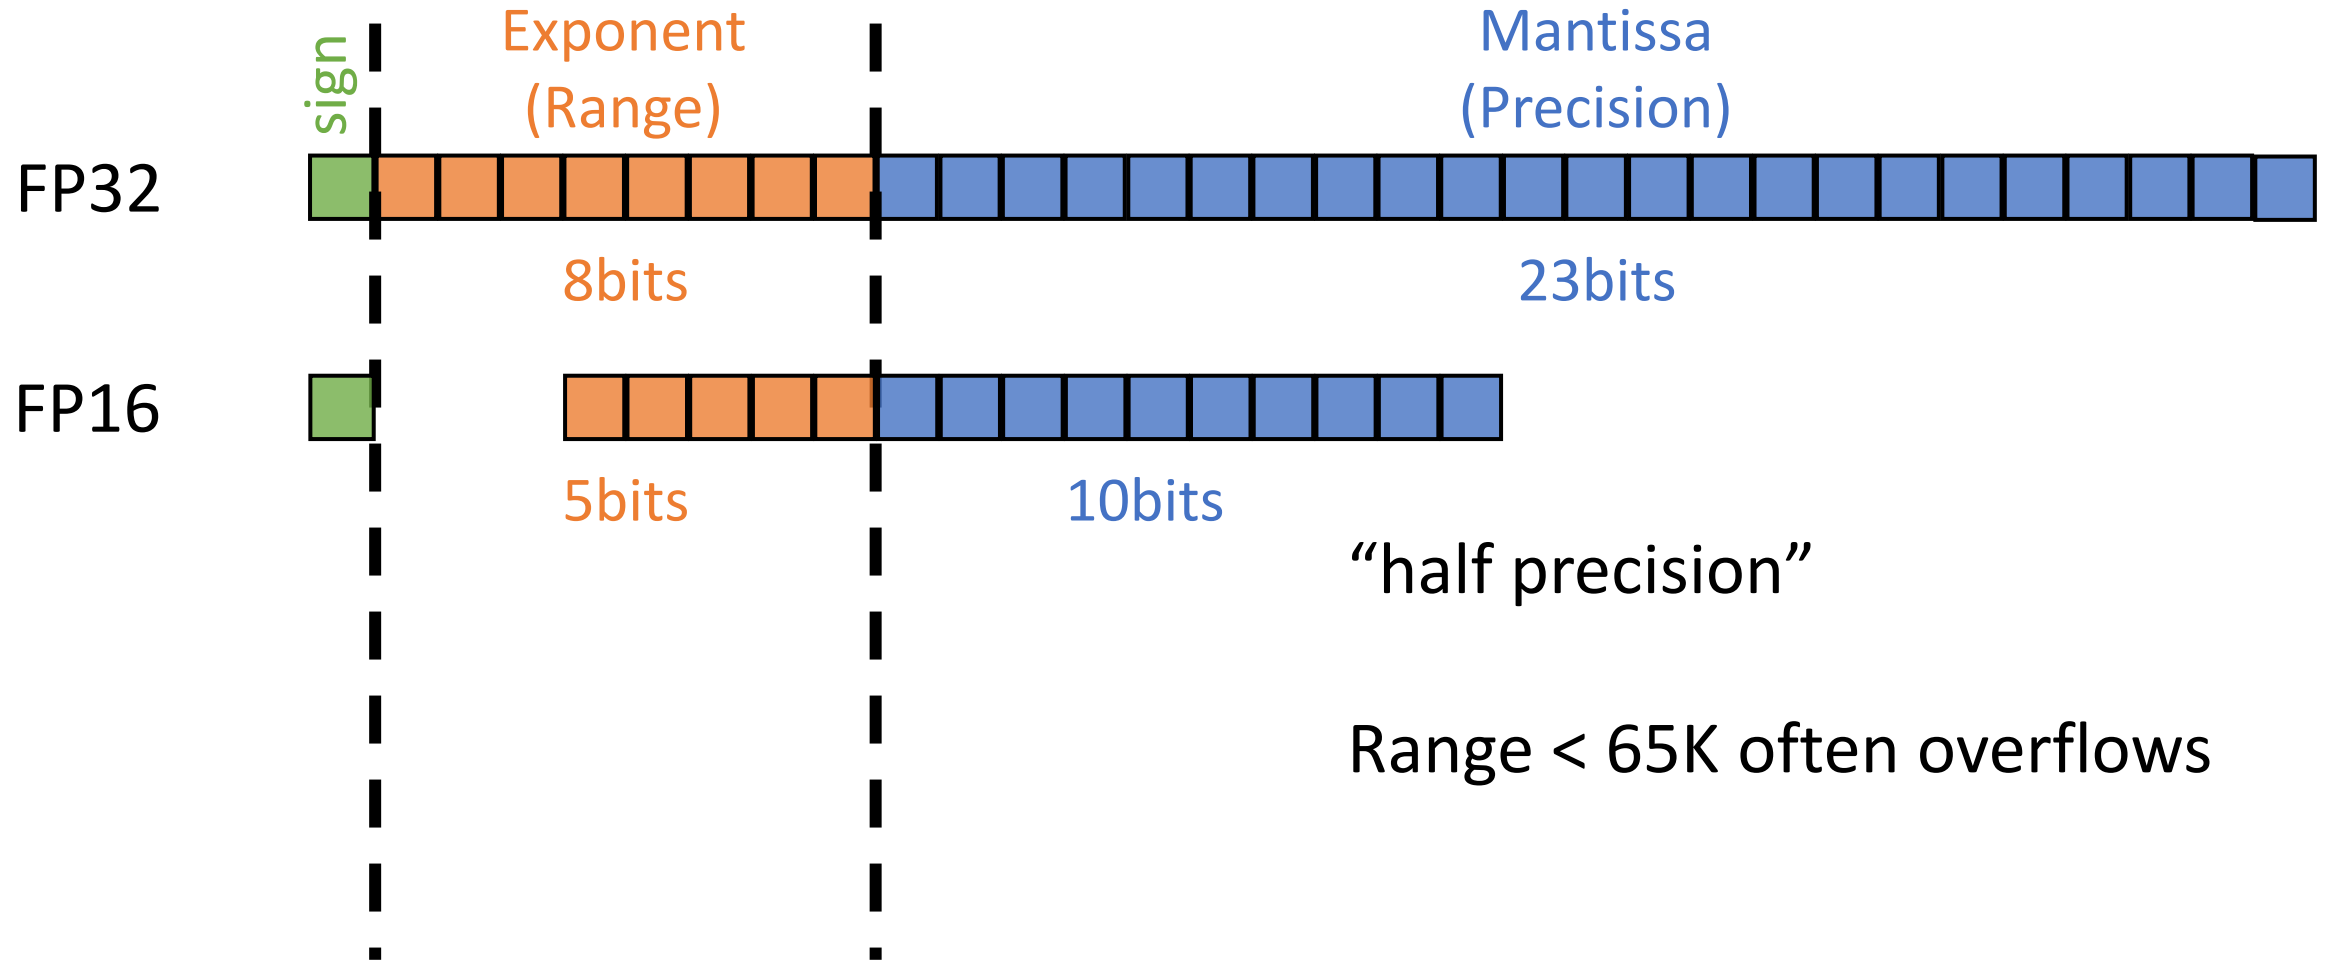 sign
Exponent
(Range)
Mantissa
(Precision)
FP32
8bits
23bits
FP16
5bits
10bits
“half precision”
Range < 65K often overflows